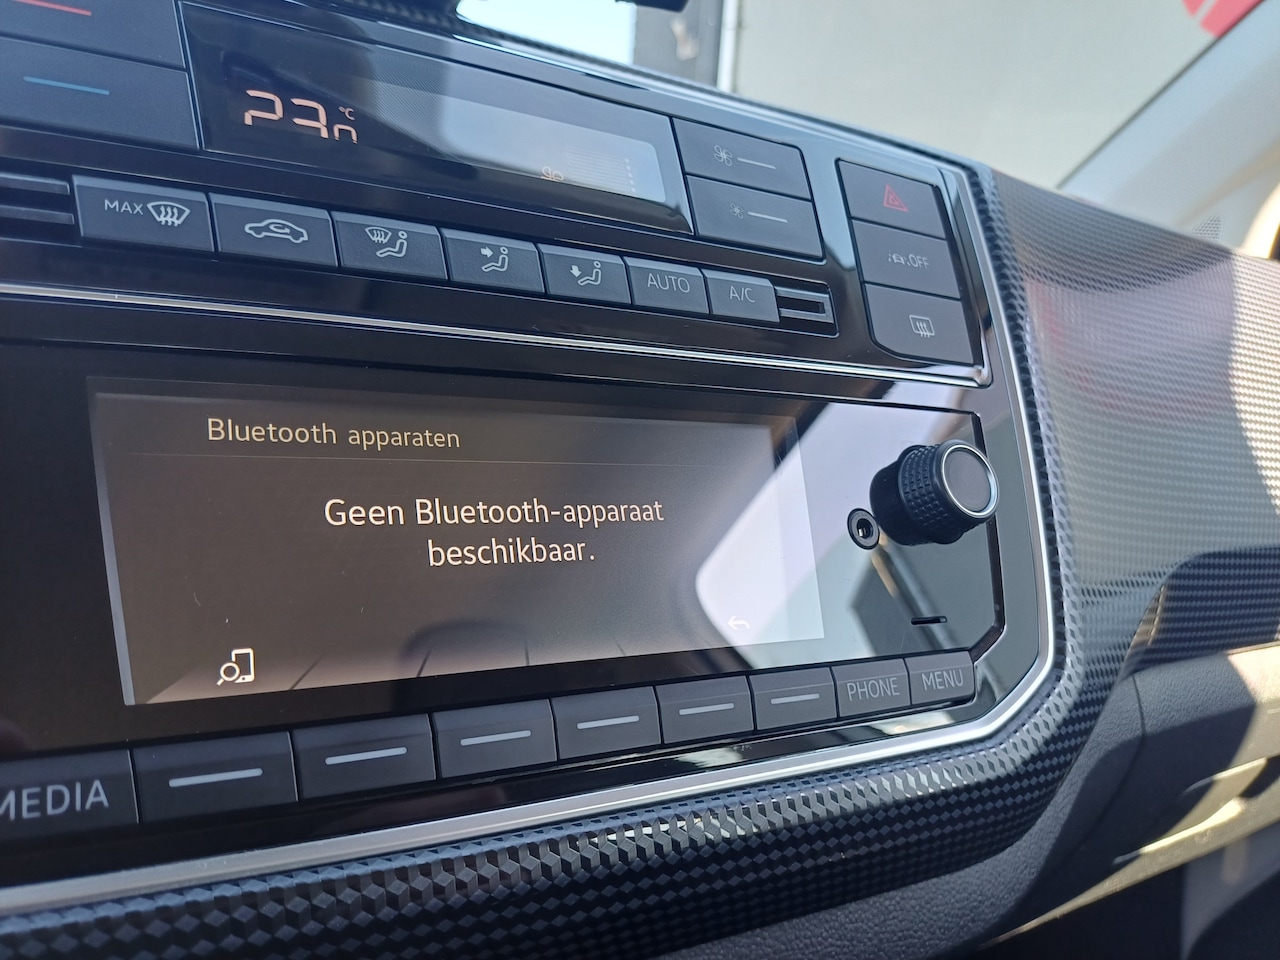 23.0 °C
MAX
AUTO
A/C
OFF
Bluetooth apparaten
Geen Bluetooth-apparaat
beschikbaar.
MEDIA
PHONE
MENU